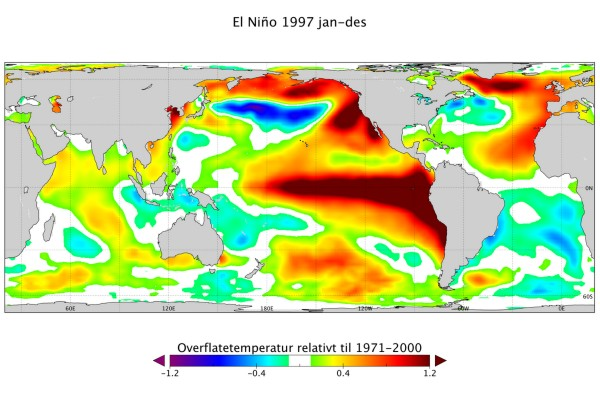 El Niño 1997 jan-des
60N
0N
60S
60E 120E 180E 120W 60W 0E
Overflatetemperatur relativt til 1971-2000
-1.2 -0.4 0.4 1.2